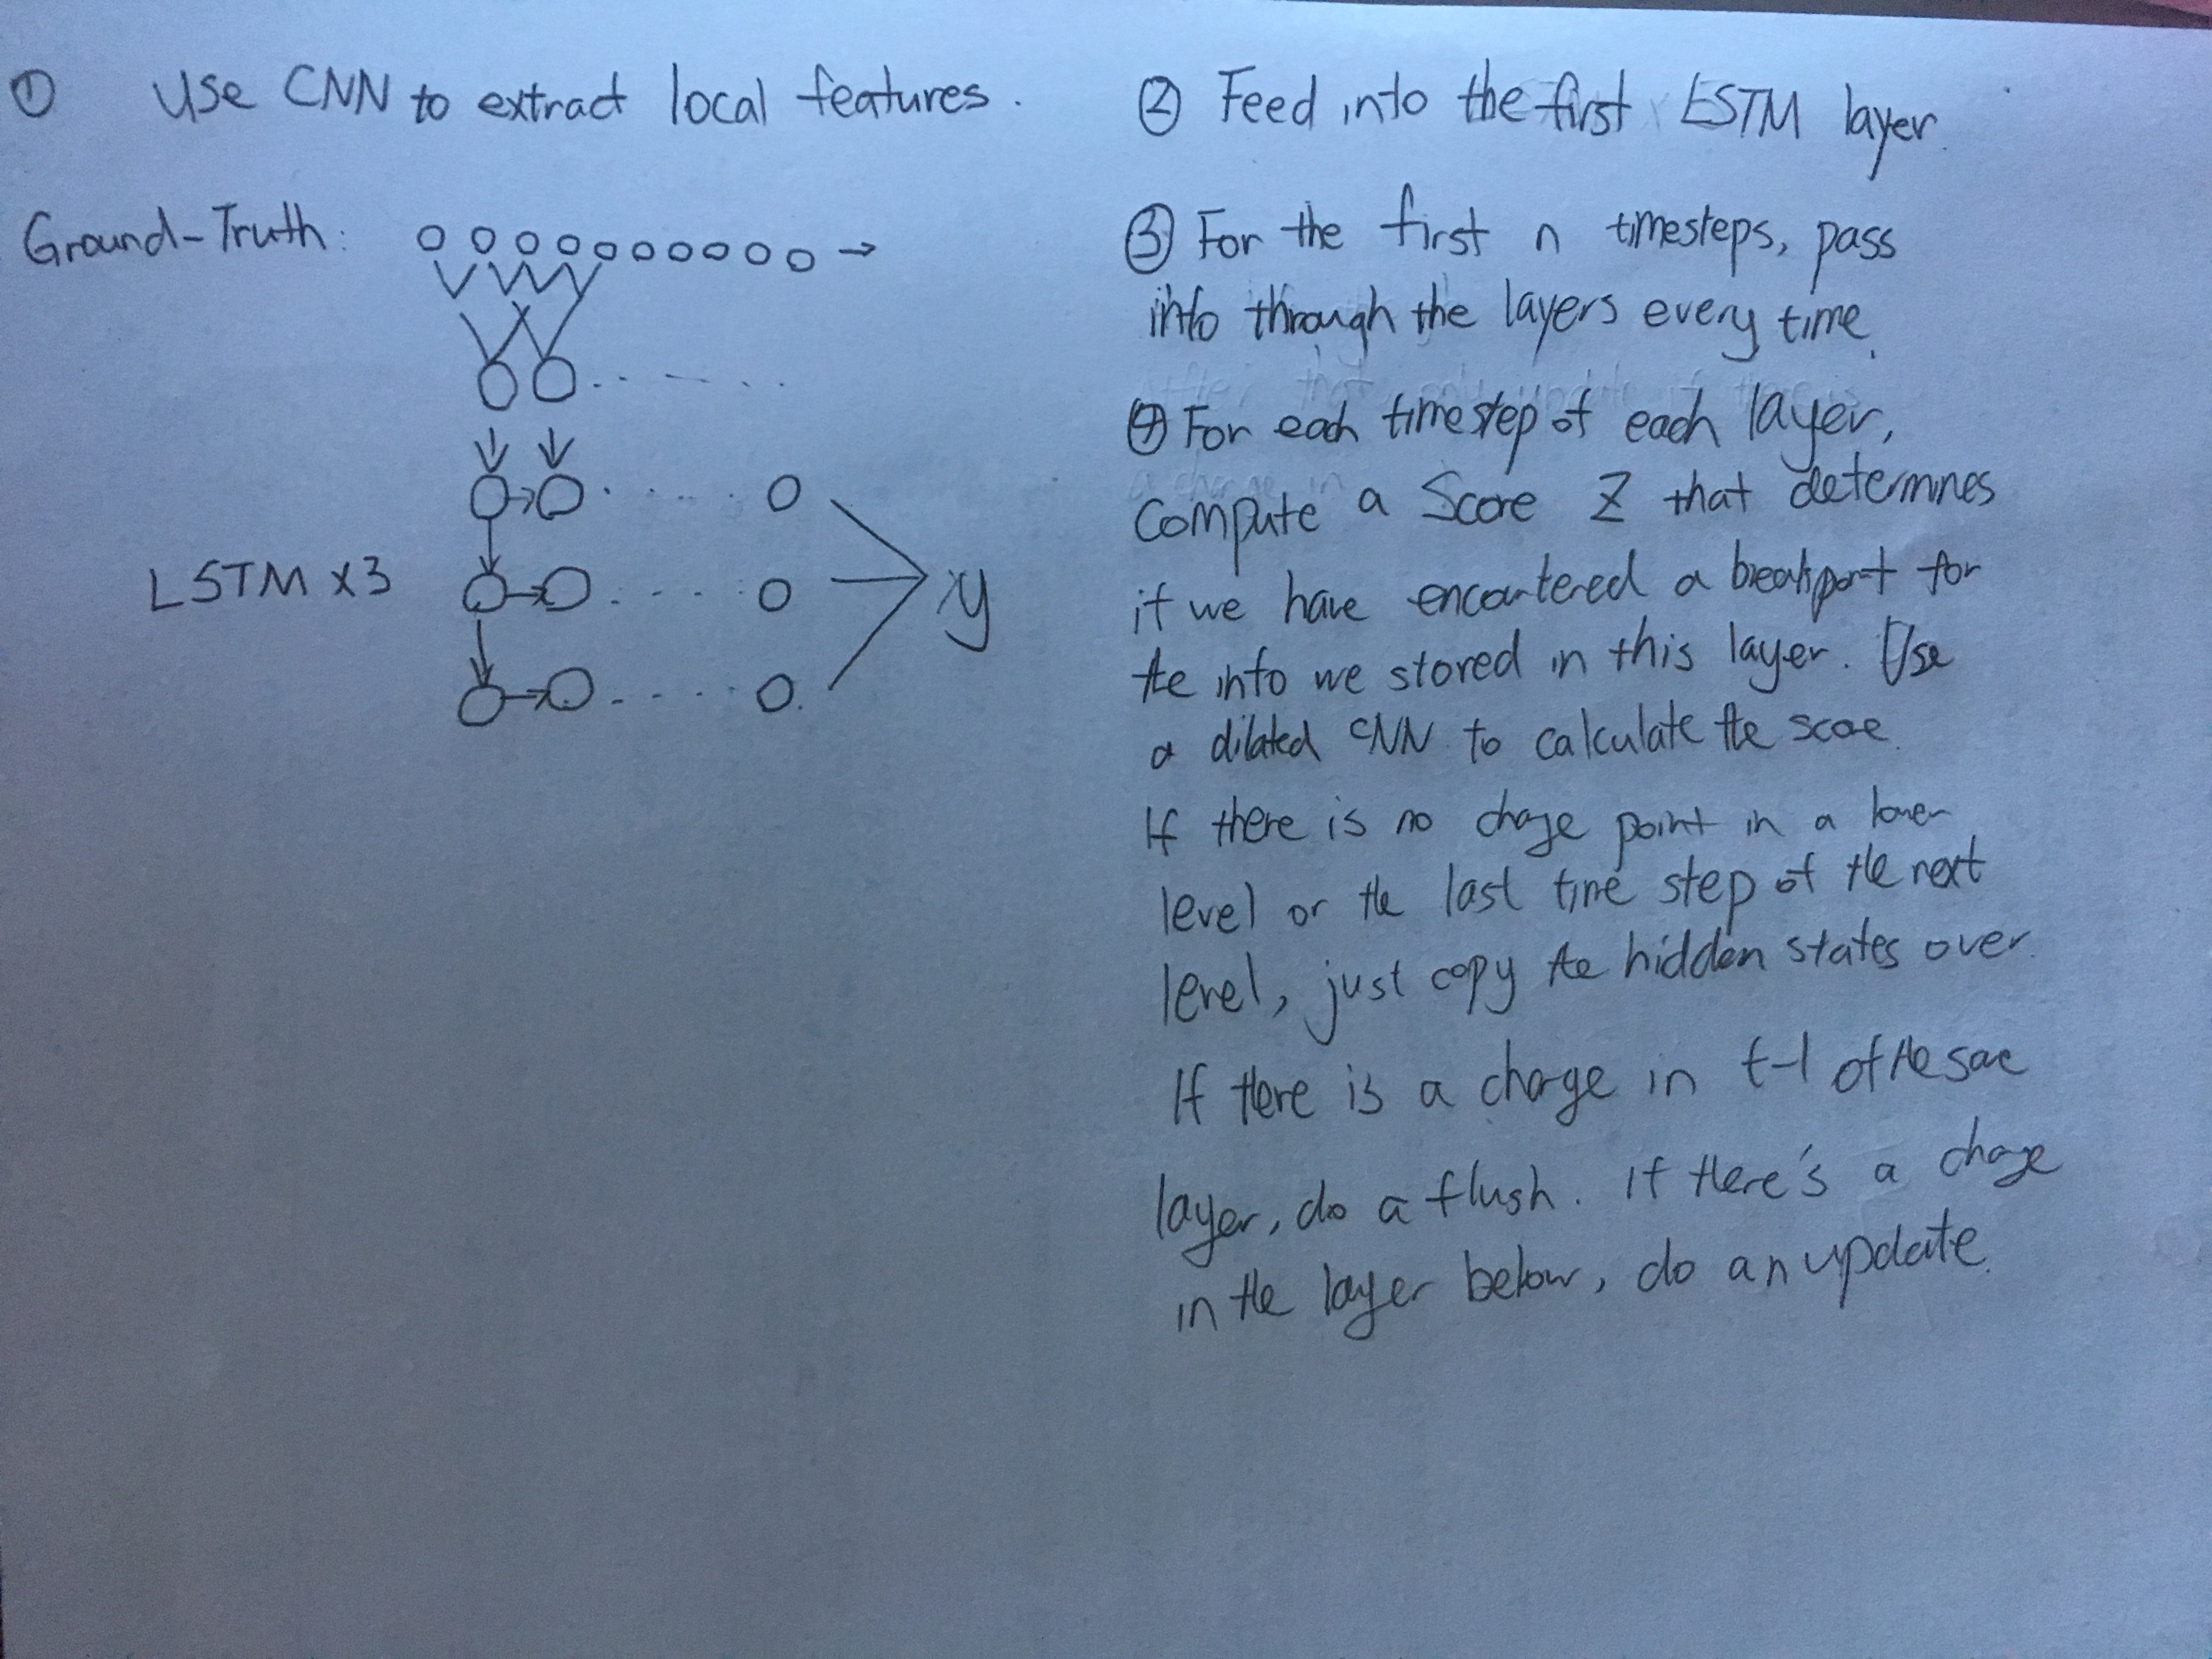 ① Use CNN to extract local features.
Ground-Truth:
LSTM x3
y
② Feed into the first LSTM layer.
③ For the first n timesteps, pass
info through the layers every time.
④ For each timestep of each layer,
compute a score Z that determines
if we have encountered a breakpoint for
the info we stored in this layer. Use
a dilated CNN to calculate the score.
If there is no change point in a lower
level or the last time step of the next
level, just copy the hidden states over.
If there is a change in t-1 of the same
layer, do a flush. If there's a change
in the layer below, do an update.